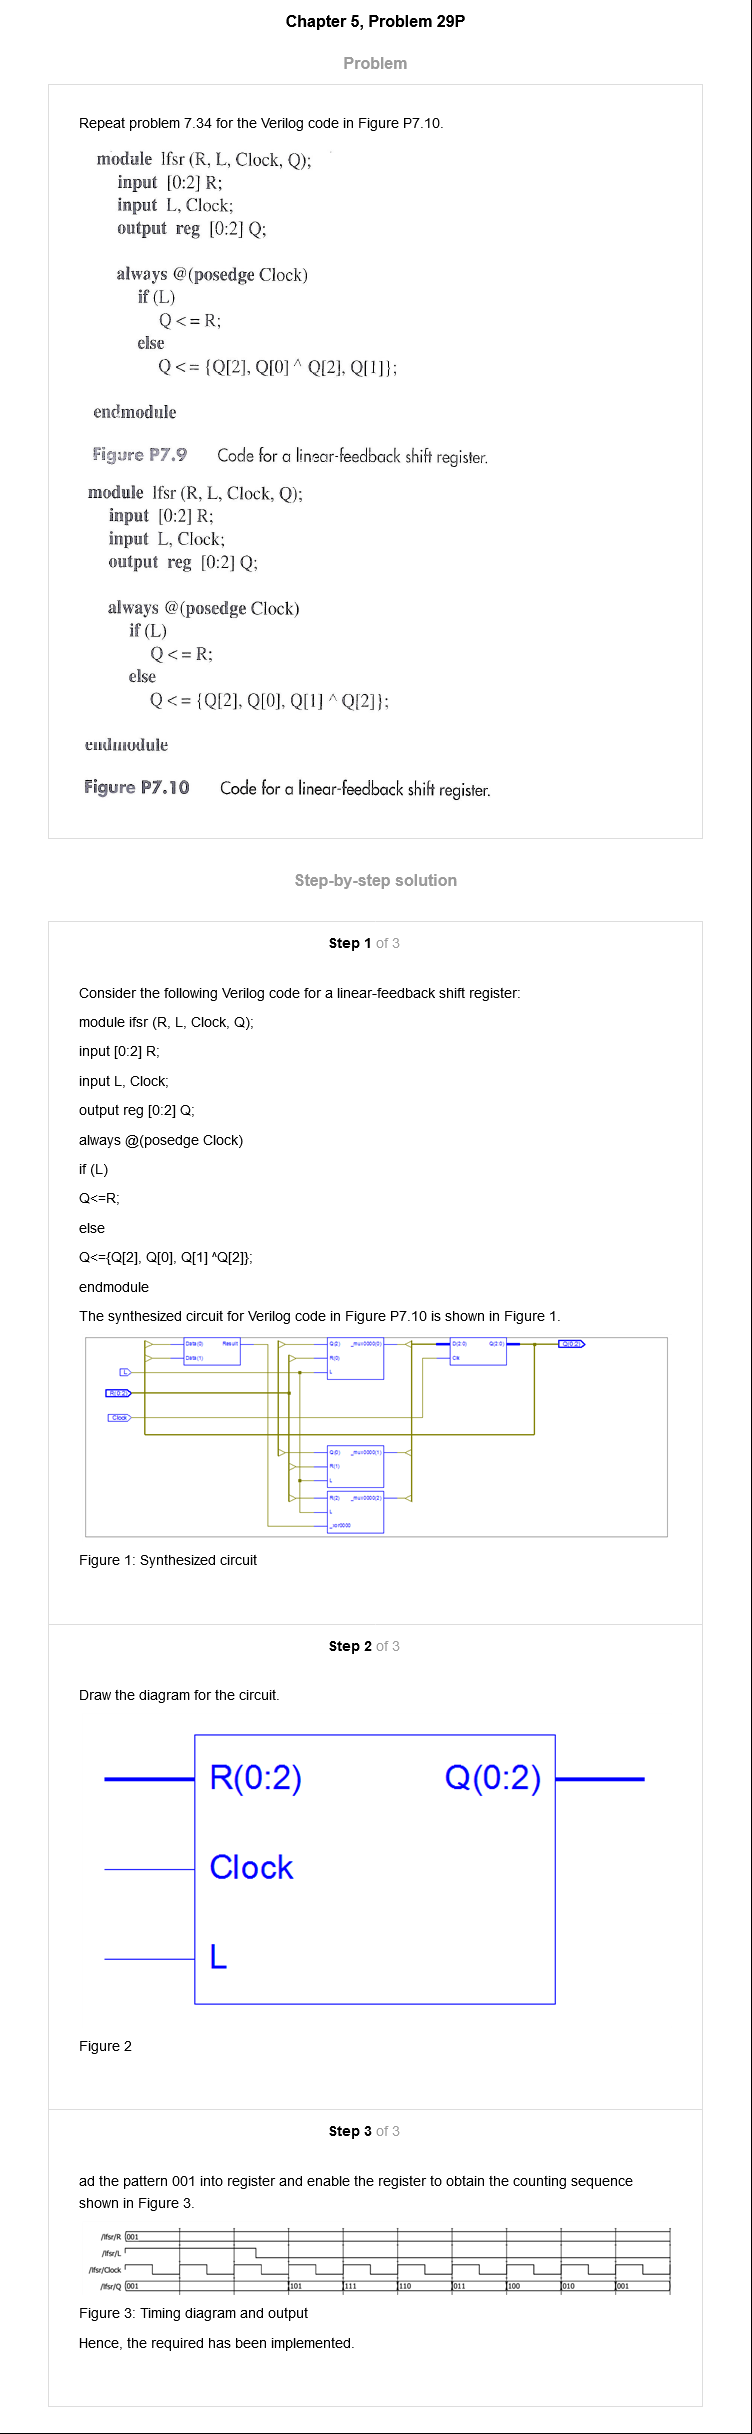 Chapter 5, Problem 29P
Problem
Repeat problem 7.34 for the Verilog code in Figure P7.10.
module lfsr (R, L, Clock, Q);
input [0:2] R;
input L, Clock;
output reg [0:2] Q;
always @(posedge Clock)
if (L)
Q <= R;
else
Q <= {Q[2], Q[0] ^ Q[2], Q[1]};
endmodule
Figure P7.9 Code for a linear-feedback shift register.
module lfsr (R, L, Clock, Q);
input [0:2] R;
input L, Clock;
output reg [0:2] Q;
always @(posedge Clock)
if (L)
Q <= R;
else
Q <= {Q[2], Q[0], Q[1] ^ Q[2]};
endmodule
Figure P7.10 Code for a linear-feedback shift register.
Step-by-step solution
Step 1 of 3
Consider the following Verilog code for a linear-feedback shift register:
module ifsr (R, L, Clock, Q);
input [0:2] R;
input L, Clock;
output reg [0:2] Q;
always @(posedge Clock)
if (L)
Q<=R;
else
Q<={Q[2], Q[0], Q[1] ^Q[2]};
endmodule
The synthesized circuit for Verilog code in Figure P7.10 is shown in Figure 1.
Data(0) Result Q(2) _mux0000(0) D(2:0) Q(2:0) Q(0:2)
Data(1) R(0) Clk
L L
R(0:2)
Clock
Q(0) _mux0000(1)
R(1)
L
R(2) _mux0000(2)
L
_xor0000
Figure 1: Synthesized circuit
Step 2 of 3
Draw the diagram for the circuit.
R(0:2) Q(0:2)
Clock
L
Figure 2
Step 3 of 3
ad the pattern 001 into register and enable the register to obtain the counting sequence
shown in Figure 3.
/lfsr/R 001
/lfsr/L
/lfsr/Clock
/lfsr/Q 001 101 111 110 011 100 010 001
Figure 3: Timing diagram and output
Hence, the required has been implemented.